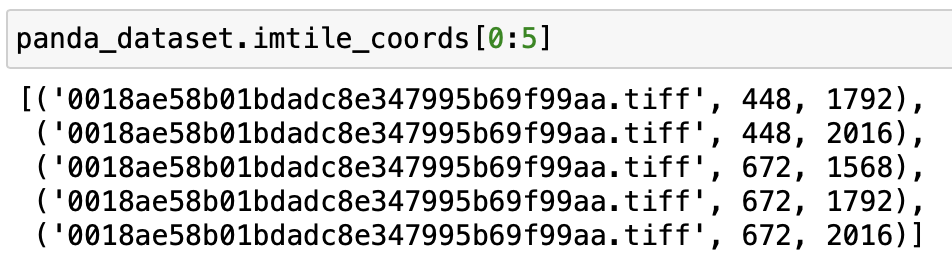 panda_dataset.imtile_coords[0:5]
[('0018ae58b01bdadc8e347995b69f99aa.tiff', 448, 1792),
('0018ae58b01bdadc8e347995b69f99aa.tiff', 448, 2016),
('0018ae58b01bdadc8e347995b69f99aa.tiff', 672, 1568),
('0018ae58b01bdadc8e347995b69f99aa.tiff', 672, 1792),
('0018ae58b01bdadc8e347995b69f99aa.tiff', 672, 2016)]